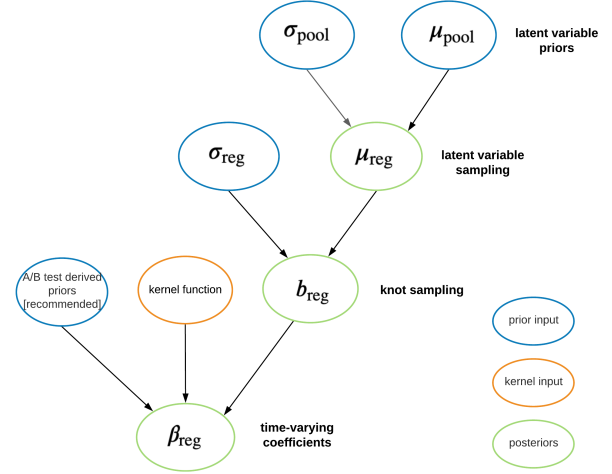 σpool
μpool
latent variable
priors
σreg
μreg
latent variable
sampling
A/B test derived
priors
[recommended]
kernel function
breg
knot sampling
prior input
kernel input
βreg
time-varying
coefficients
posteriors